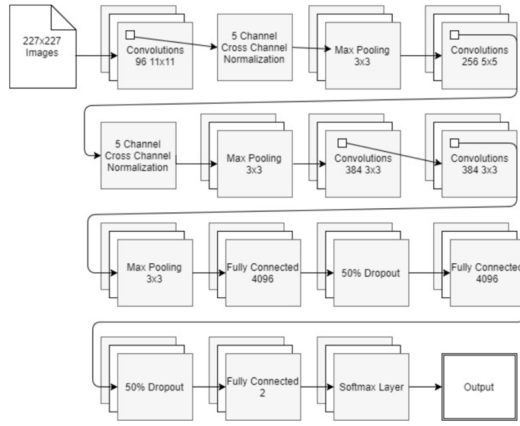 227x227
Images
Convolutions
96 11x11
5 Channel
Cross Channel
Normalization
Max Pooling
3x3
Convolutions
256 5x5
5 Channel
Cross Channel
Normalization
Max Pooling
3x3
Convolutions
384 3x3
Convolutions
384 3x3
Max Pooling
3x3
Fully Connected
4096
50% Dropout
Fully Connected
4096
50% Dropout
Fully Connected
2
Softmax Layer
Output